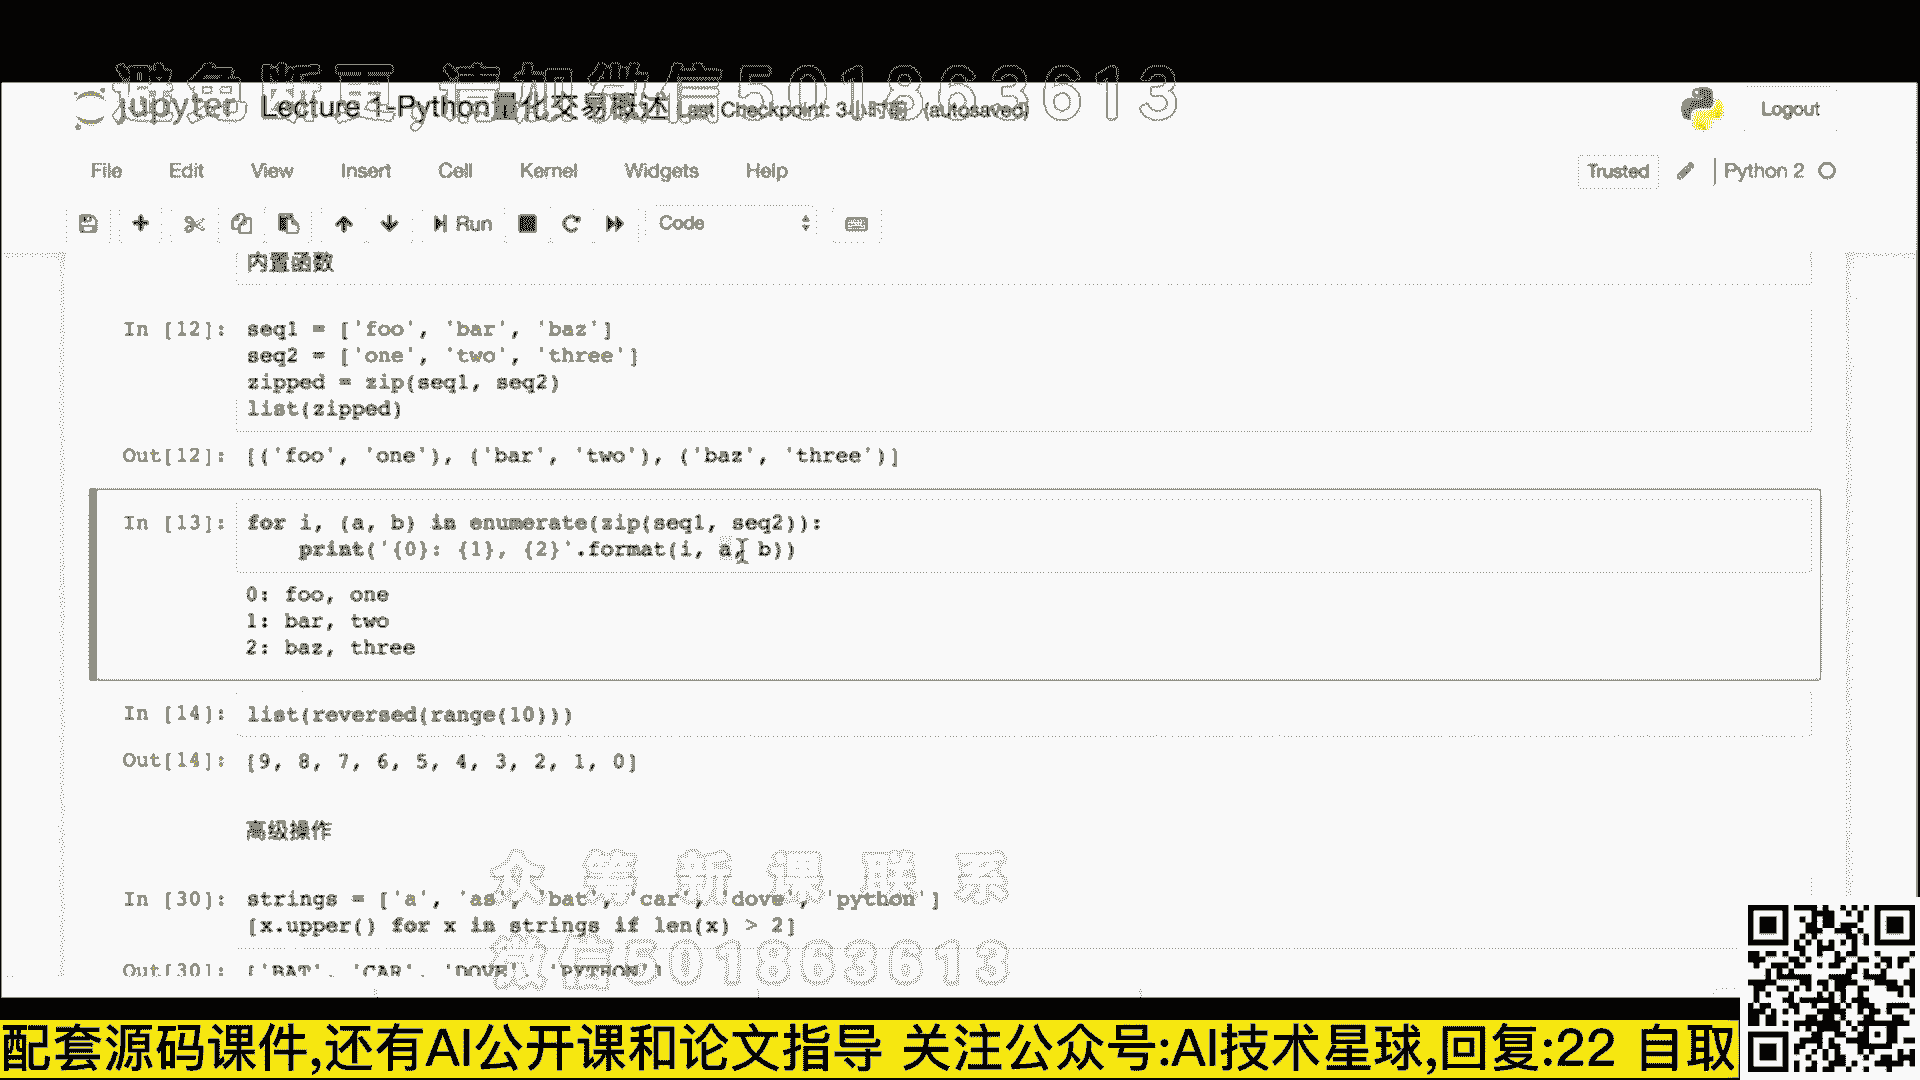 避免断更,请加微信501863613
jupyter Lecture 1-Python量化交易概述 Last Checkpoint: 3小时前 (autosaved) Logout
File Edit View Insert Cell Kernel Widgets Help Trusted Python 2
Run Code
内置函数
In [12]: seq1 = ['foo', 'bar', 'baz']
seq2 = ['one', 'two', 'three']
zipped = zip(seq1, seq2)
list(zipped)
Out[12]: [('foo', 'one'), ('bar', 'two'), ('baz', 'three')]
In [13]: for i, (a, b) in enumerate(zip(seq1, seq2)):
print('{0}: {1}, {2}'.format(i, a, b))
0: foo, one
1: bar, two
2: baz, three
In [14]: list(reversed(range(10)))
Out[14]: [9, 8, 7, 6, 5, 4, 3, 2, 1, 0]
高级操作
众筹新课联系
In [30]: strings = ['a', 'as', 'bat', 'car', 'dove', 'python']
[x.upper() for x in strings if len(x) > 2]
微信501863613
Out[30]: ['BAT', 'CAR', 'DOVE', 'PYTHON']
配套源码课件,还有AI公开课和论文指导 关注公众号:AI技术星球,回复:22 自取